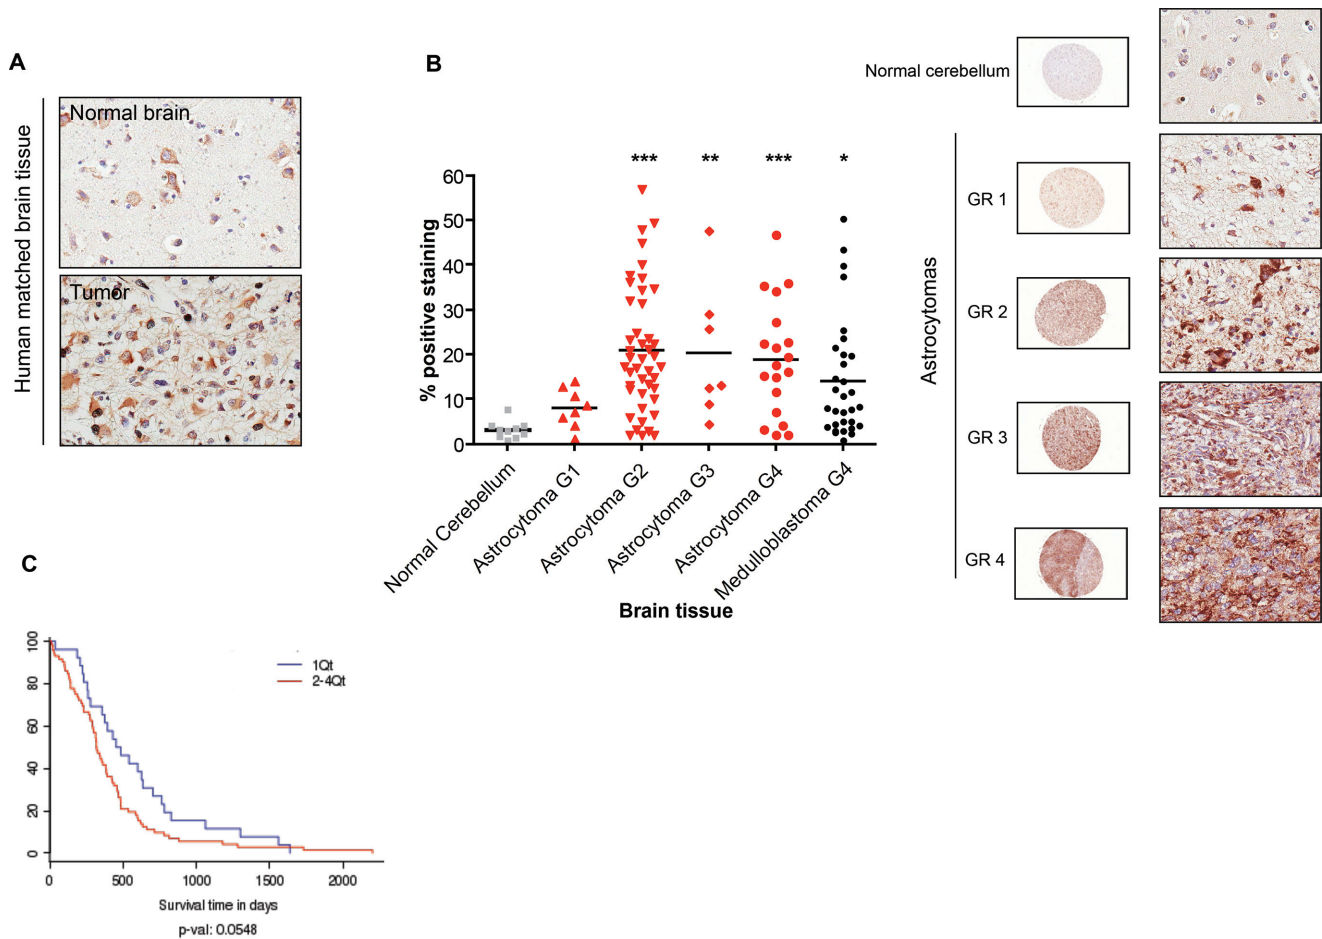 A
Human matched brain tissue
Normal brain
Tumor
B
% positive staining
60
50
40
30
20
10
0
***
**
***
*
Normal Cerebellum
Astrocytoma G1
Astrocytoma G2
Astrocytoma G3
Astrocytoma G4
Medulloblastoma G4
Brain tissue
Normal cerebellum
Astrocytomas
GR 1
GR 2
GR 3
GR 4
C
100
80
60
40
20
0
1Qt
2-4Qt
0 500 1000 1500 2000
Survival time in days
p-val: 0.0548